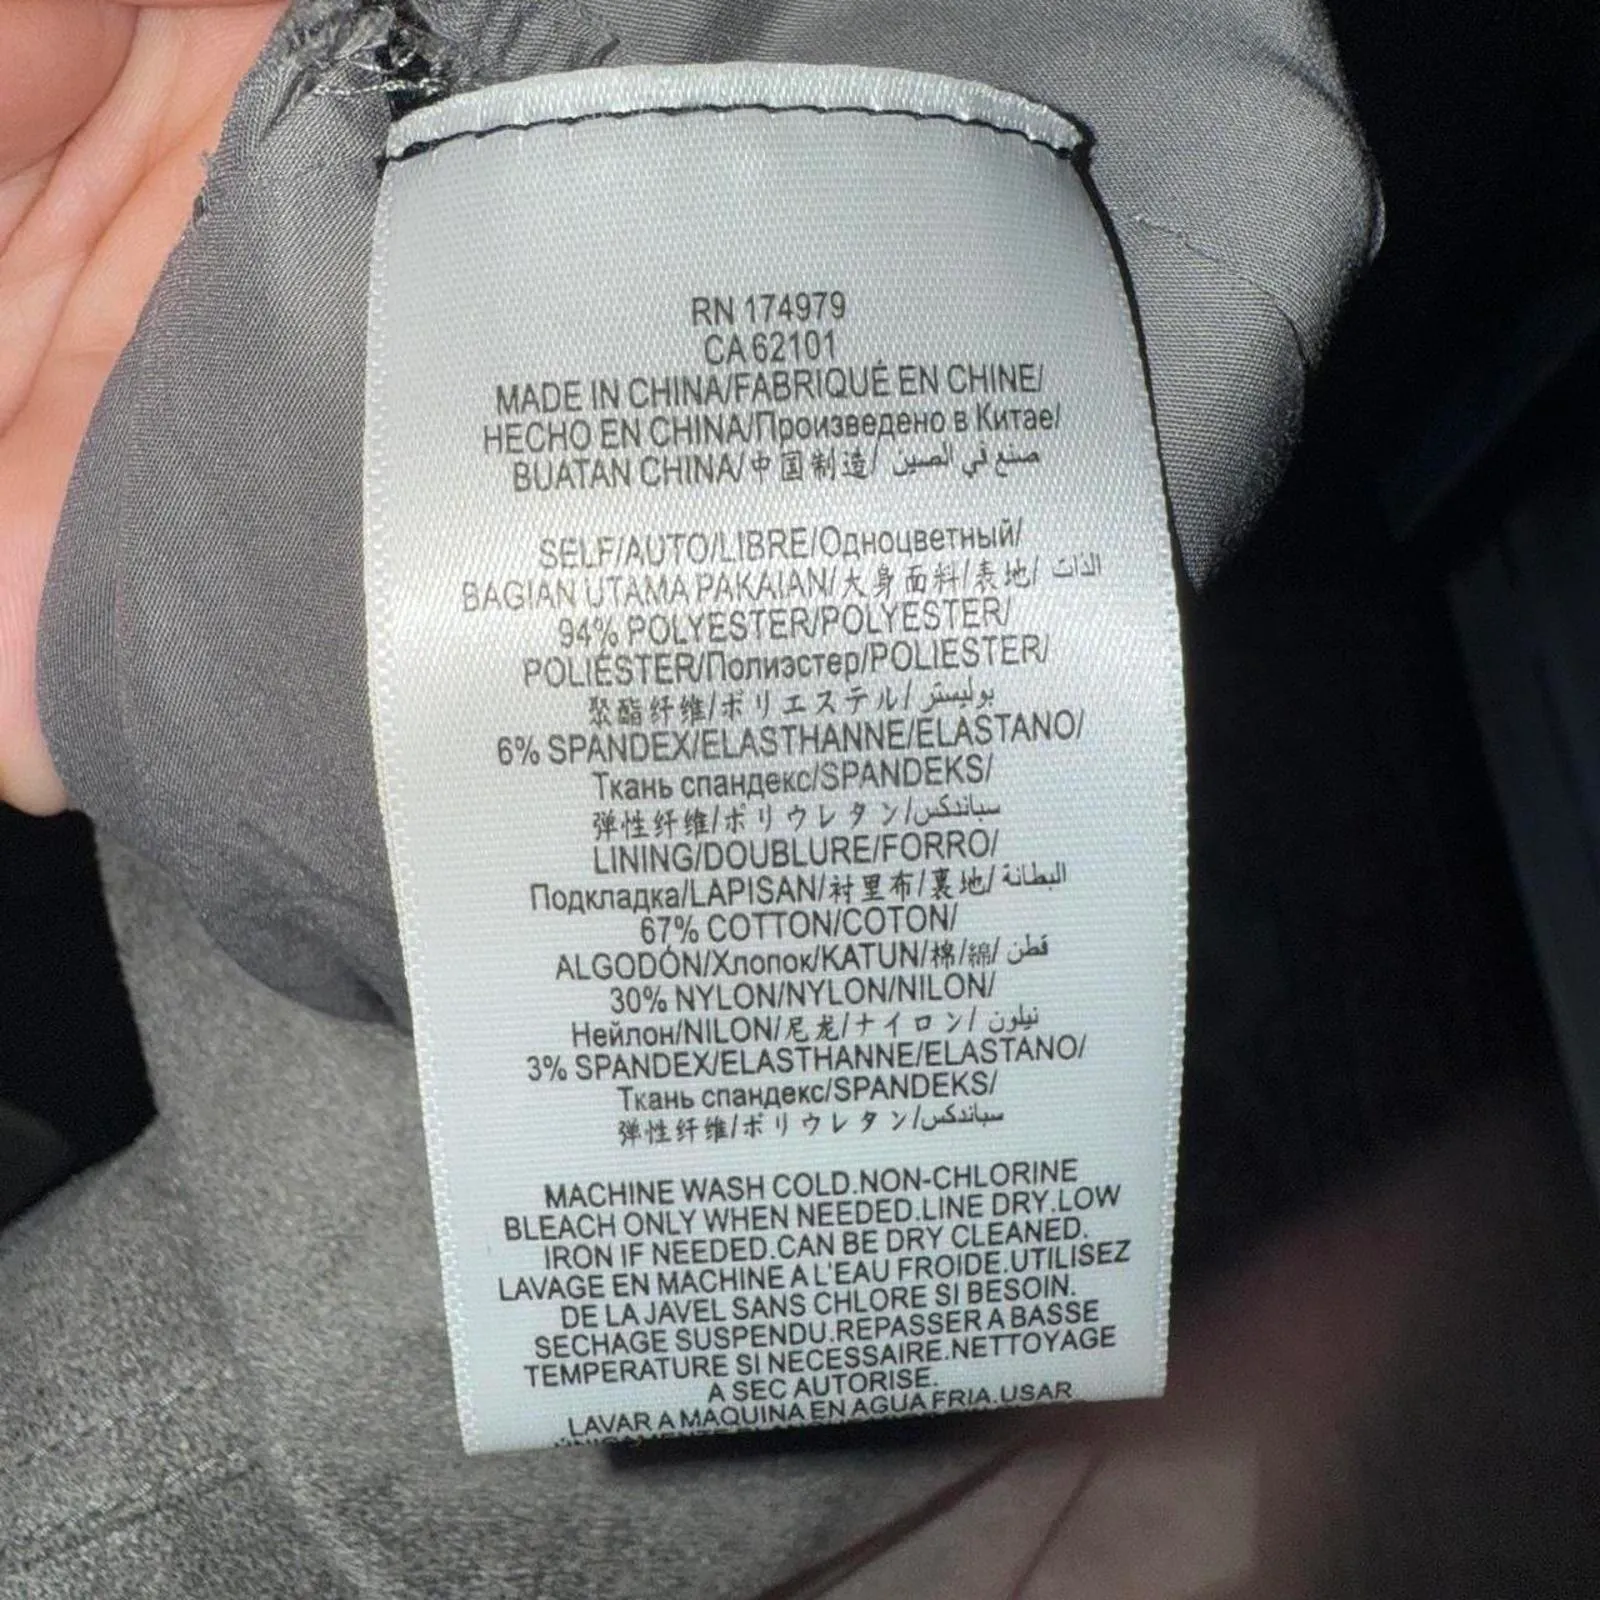 RN 174979
CA 62101
MADE IN CHINA/FABRIQUÉ EN CHINE/
HECHO EN CHINA/Произведено в Китае/
BUATAN CHINA/中国制造/ صنع في الصين
SELF/AUTO/LIBRE/Одноцветный/
BAGIAN UTAMA PAKAIAN/大身面料/表地/ الذات
94% POLYESTER/POLYESTER/
POLIÉSTER/Полиэстер/POLIESTER/
聚酯纤维/ポリエステル/ بوليستر
6% SPANDEX/ELASTHANNE/ELASTANO/
Ткань спандекс/SPANDEKS/
弹性纤维/ポリウレタン/سباندكس
LINING/DOUBLURE/FORRO/
Подкладка/LAPISAN/衬里布/裏地/ البطانة
67% COTTON/COTON/
ALGODÓN/Хлопок/KATUN/棉/綿/ قطن
30% NYLON/NYLON/NILON/
Нейлон/NILON/尼龙/ナイロン/ نيلون
3% SPANDEX/ELASTHANNE/ELASTANO/
Ткань спандекс/SPANDEKS/
弹性纤维/ポリウレタン/سباندكس
MACHINE WASH COLD.NON-CHLORINE
BLEACH ONLY WHEN NEEDED.LINE DRY.LOW
IRON IF NEEDED.CAN BE DRY CLEANED.
LAVAGE EN MACHINE A L'EAU FROIDE.UTILISEZ
DE LA JAVEL SANS CHLORE SI BESOIN.
SECHAGE SUSPENDU.REPASSER A BASSE
TEMPERATURE SI NECESSAIRE.NETTOYAGE
A SEC AUTORISE.
LAVAR A MAQUINA EN AGUA FRIA.USAR